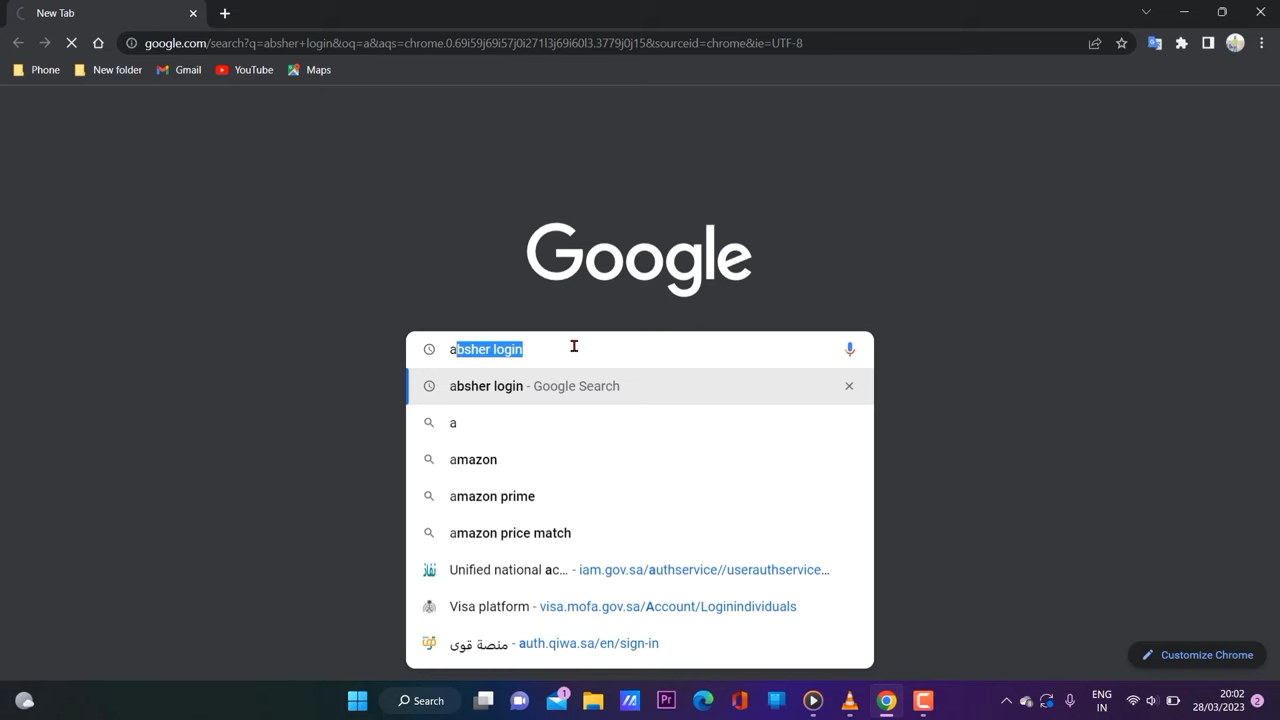 New Tab
google.com/search?q=absher+login&oq=a&aqs=chrome.0.69i59j69i57j0i271l3j69i60l3.3779j0j15&sourceid=chrome&ie=UTF-8
Phone
New folder
Gmail
YouTube
Maps
Google
absher login
absher login - Google Search
a
amazon
amazon prime
amazon price match
Unified national ac... - iam.gov.sa/authservice//userauthservice...
Visa platform - visa.mofa.gov.sa/Account/Loginindividuals
منصة قوى - auth.qiwa.sa/en/sign-in
Customize Chrome
Search
1
Pr
ENG
IN
20:02
28/03/2023
2